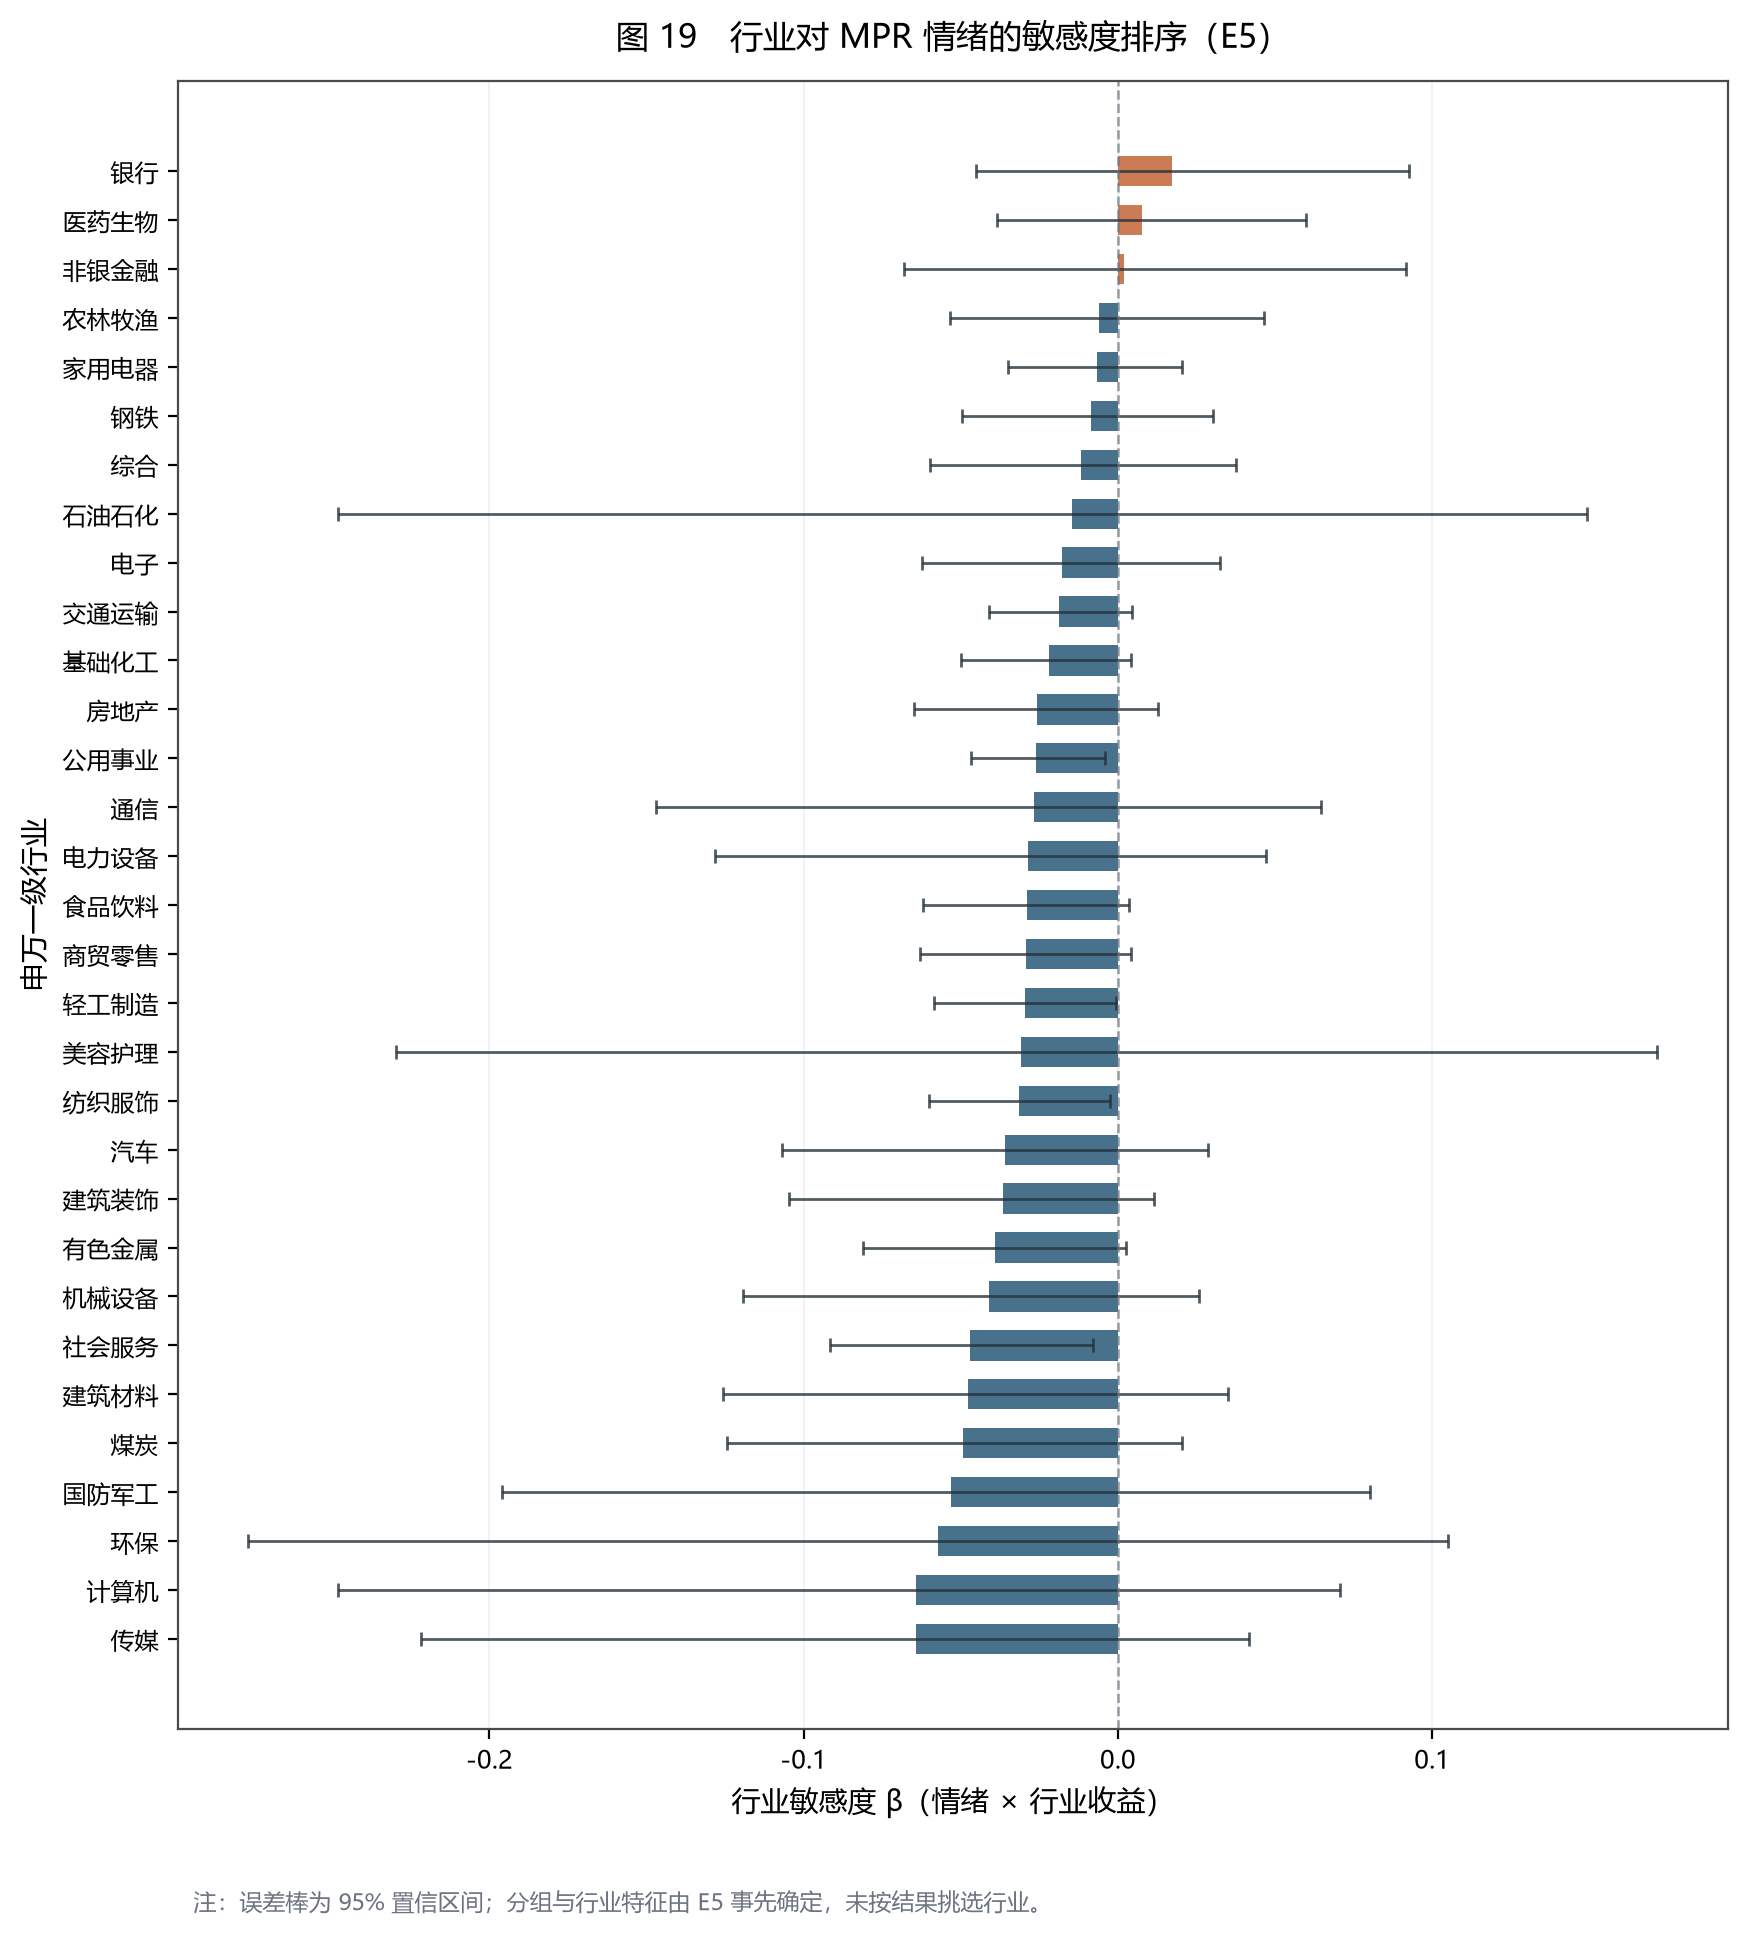 图 19　行业对 MPR 情绪的敏感度排序（E5）
申万一级行业
银行
医药生物
非银金融
农林牧渔
家用电器
钢铁
综合
石油石化
电子
交通运输
基础化工
房地产
公用事业
通信
电力设备
食品饮料
商贸零售
轻工制造
美容护理
纺织服饰
汽车
建筑装饰
有色金属
机械设备
社会服务
建筑材料
煤炭
国防军工
环保
计算机
传媒
-0.2 -0.1 0.0 0.1
行业敏感度 β（情绪 × 行业收益）
注：误差棒为 95% 置信区间；分组与行业特征由 E5 事先确定，未按结果挑选行业。